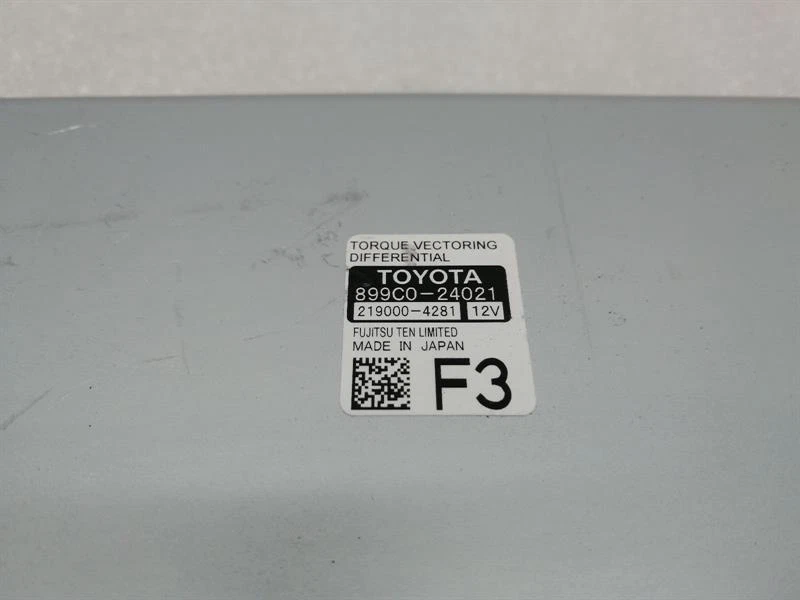 TORQUE VECTORING
DIFFERENTIAL
TOYOTA
899C0-24021
219000-4281 12V
FUJITSU TEN LIMITED
MADE IN JAPAN
F3